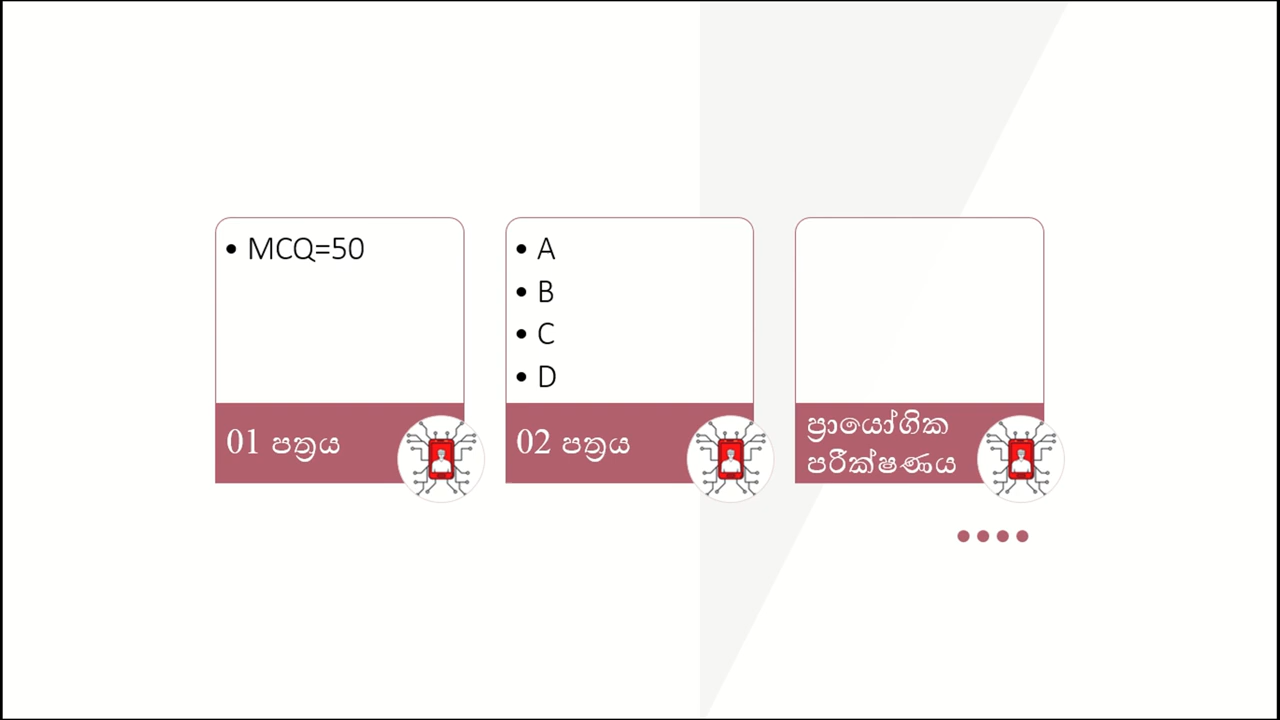 • MCQ=50
01 පත්‍රය
• A
• B
• C
• D
02 පත්‍රය
ප්‍රායෝගික
පරීක්ෂණය